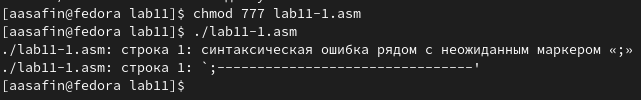 [aasafin@fedora lab11]$ chmod 777 lab11-1.asm
[aasafin@fedora lab11]$ ./lab11-1.asm
./lab11-1.asm: строка 1: синтаксическая ошибка рядом с неожиданным маркером «;»
./lab11-1.asm: строка 1: `;--------------------------------'
[aasafin@fedora lab11]$